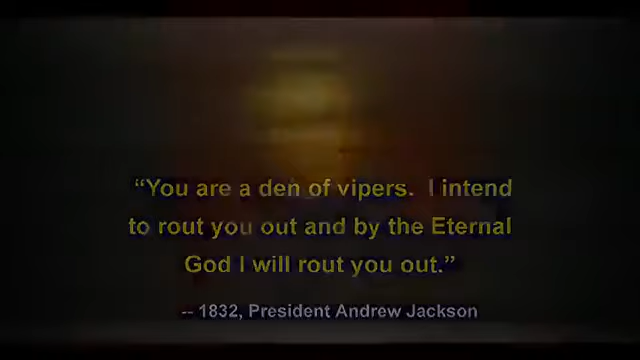 “You are a den of vipers.  I intend
to rout you out and by the Eternal
God I will rout you out.”
-- 1832, President Andrew Jackson